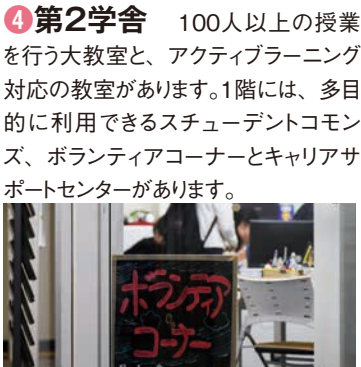 4 第2学舎 100人以上の授業
を行う大教室と、アクティブラーニング
対応の教室があります。1階には、多目
的に利用できるスチューデントコモン
ズ、ボランティアコーナーとキャリアサ
ポートセンターがあります。
ボランティア
コーナー